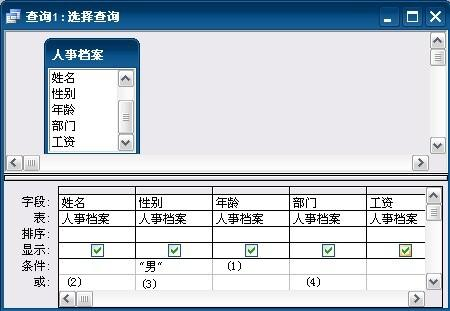 查询1:选择查询
人事档案
姓名
性别
年龄
部门
工资
字段: 姓名 性别 年龄 部门 工资
表: 人事档案 人事档案 人事档案 人事档案 人事档案
排序:
显示:
条件: "男" (1)
或: (2) (3) (4)